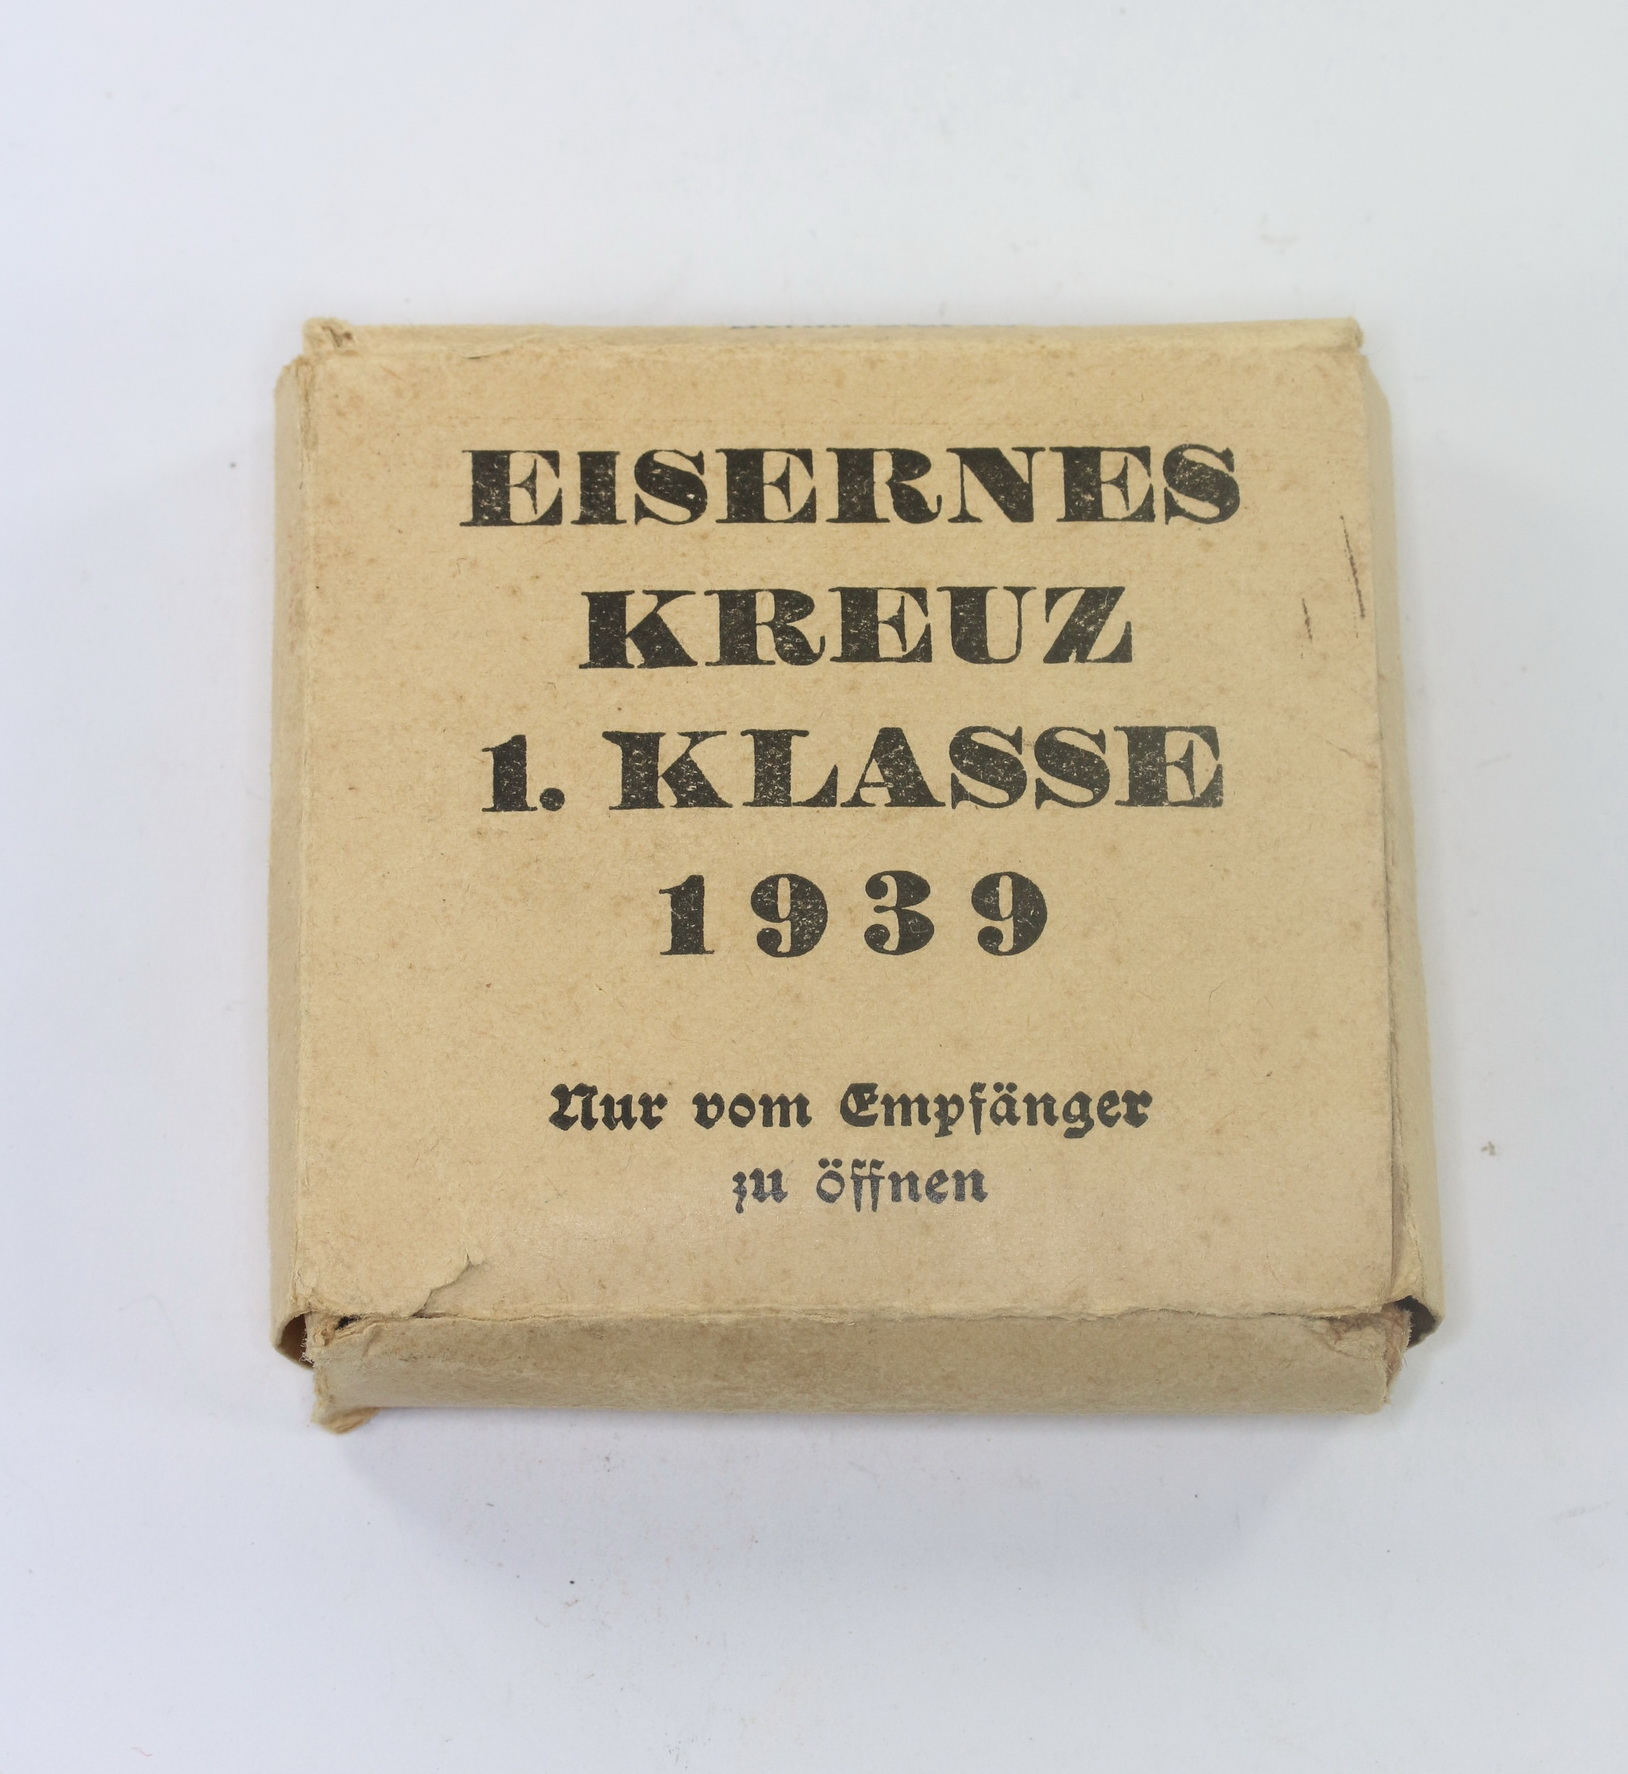 EISERNES
KREUZ
1. KLASSE
1939
Nur vom Empfänger
zu öffnen